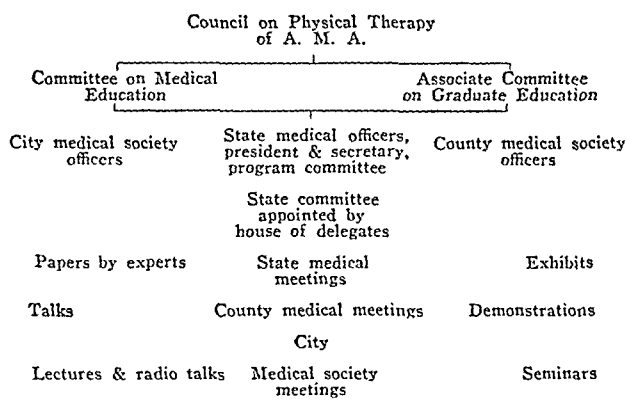 Council on Physical Therapy
of A. M. A.
Committee on Medical
Education
Associate Committee
on Graduate Education
City medical society
officers
State medical officers,
president & secretary,
program committee
County medical society
officers
State committee
appointed by
house of delegates
Papers by experts
State medical
meetings
Exhibits
Talks
County medical meetings
Demonstrations
City
Lectures & radio talks
Medical society
meetings
Seminars